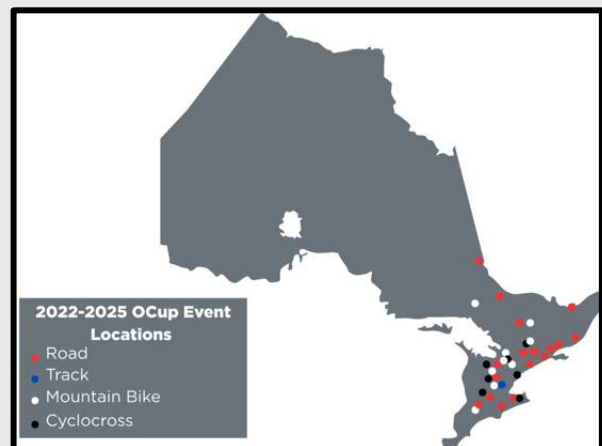 2022-2025 OCup Event
Locations
Road
Track
Mountain Bike
Cyclocross